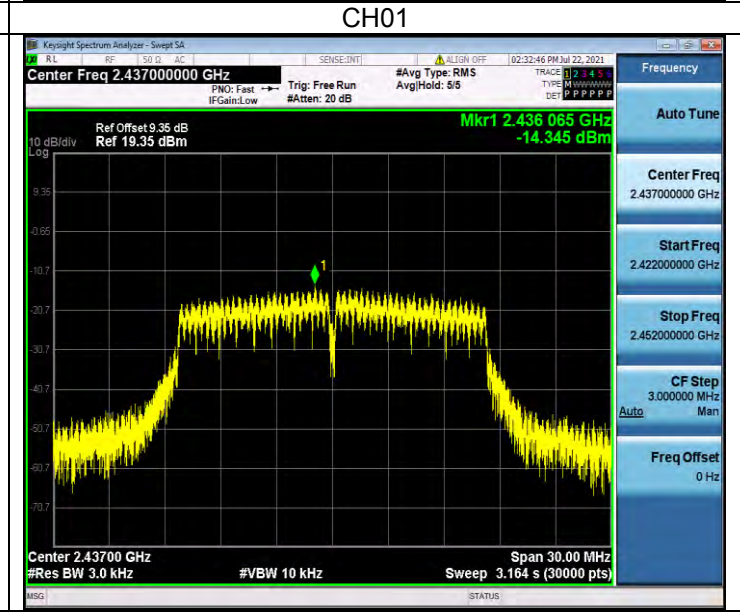 CH01
Keysight Spectrum Analyzer - Swept SA
RL RF 50 Ω AC SENSE:INT ALIGN OFF 02:32:46 PM Jul 22, 2021
Center Freq 2.437000000 GHz
PNO: Fast
IFGain:Low
Trig: Free Run
#Atten: 20 dB
#Avg Type: RMS
Avg|Hold: 5/5
TRACE 1 2 3 4 5 6
TYPE M
DET P P P P P P
Mkr1 2.436 065 GHz
-14.345 dBm
Ref Offset 9.35 dB
10 dB/div Ref 19.35 dBm
Log
9.35
-0.65
-10.7
-20.7
-30.7
-40.7
-50.7
-60.7
-70.7
1
Center 2.43700 GHz Span 30.00 MHz
#Res BW 3.0 kHz #VBW 10 kHz Sweep 3.164 s (30000 pts)
MSG STATUS
Frequency
Auto Tune
Center Freq
2.437000000 GHz
Start Freq
2.422000000 GHz
Stop Freq
2.452000000 GHz
CF Step
3.000000 MHz
Auto Man
Freq Offset
0 Hz